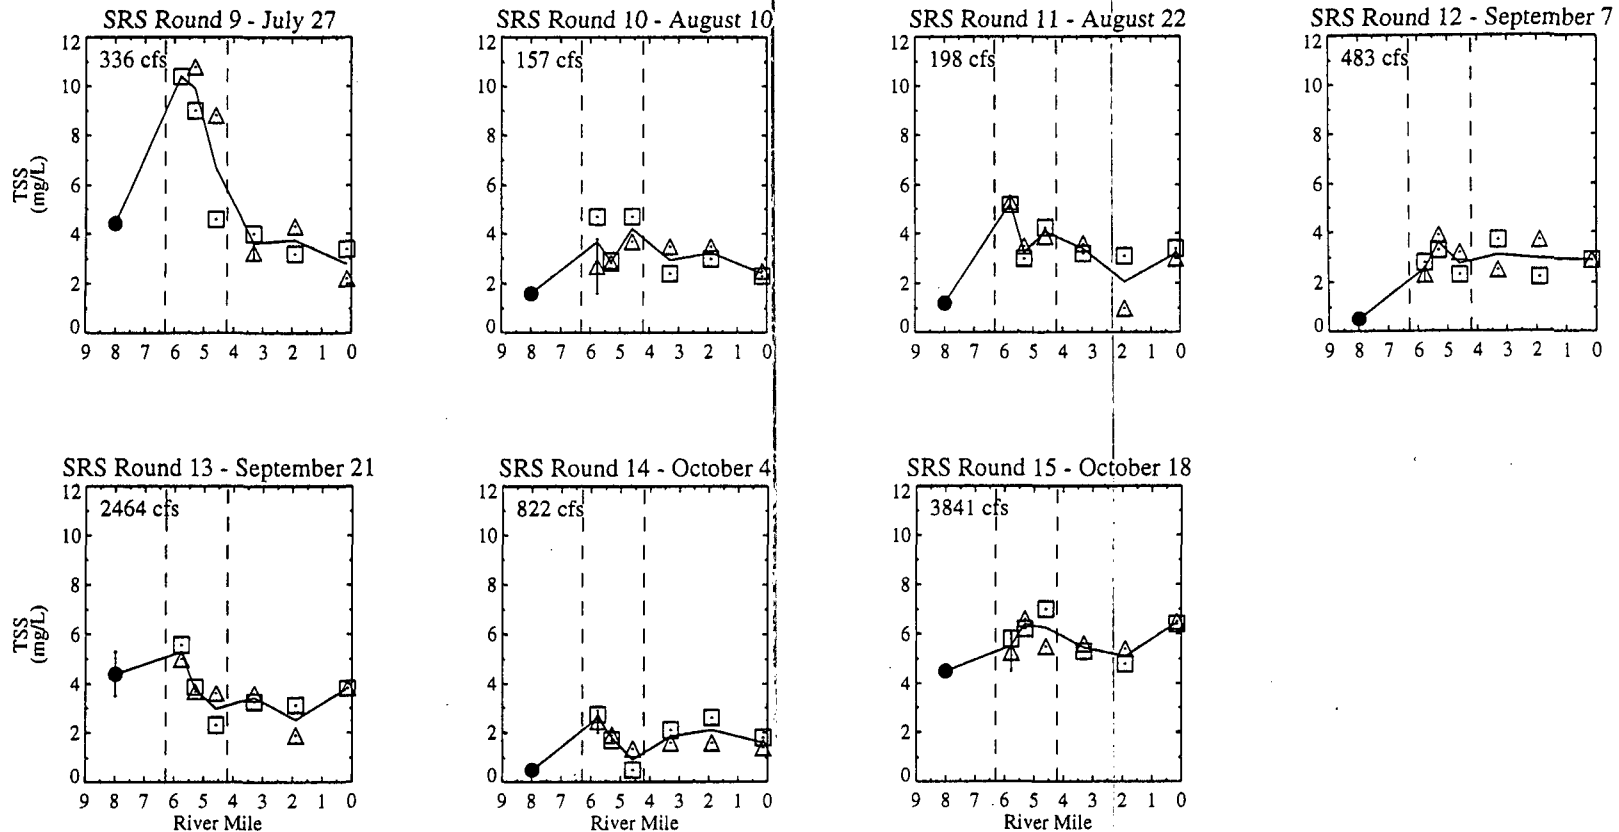 SRS Round 9 - July 27
336 cfs
12
10
8
6
4
2
0
TSS
(mg/L)
9 8 7 6 5 4 3 2 1 0
SRS Round 10 - August 10
157 cfs
12
10
8
6
4
2
0
9 8 7 6 5 4 3 2 1 0
SRS Round 11 - August 22
198 cfs
12
10
8
6
4
2
0
9 8 7 6 5 4 3 2 1 0
SRS Round 12 - September 7
483 cfs
12
10
8
6
4
2
0
9 8 7 6 5 4 3 2 1 0
SRS Round 13 - September 21
2464 cfs
12
10
8
6
4
2
0
TSS
(mg/L)
9 8 7 6 5 4 3 2 1 0
River Mile
SRS Round 14 - October 4
822 cfs
12
10
8
6
4
2
0
9 8 7 6 5 4 3 2 1 0
River Mile
SRS Round 15 - October 18
3841 cfs
12
10
8
6
4
2
0
9 8 7 6 5 4 3 2 1 0
River Mile